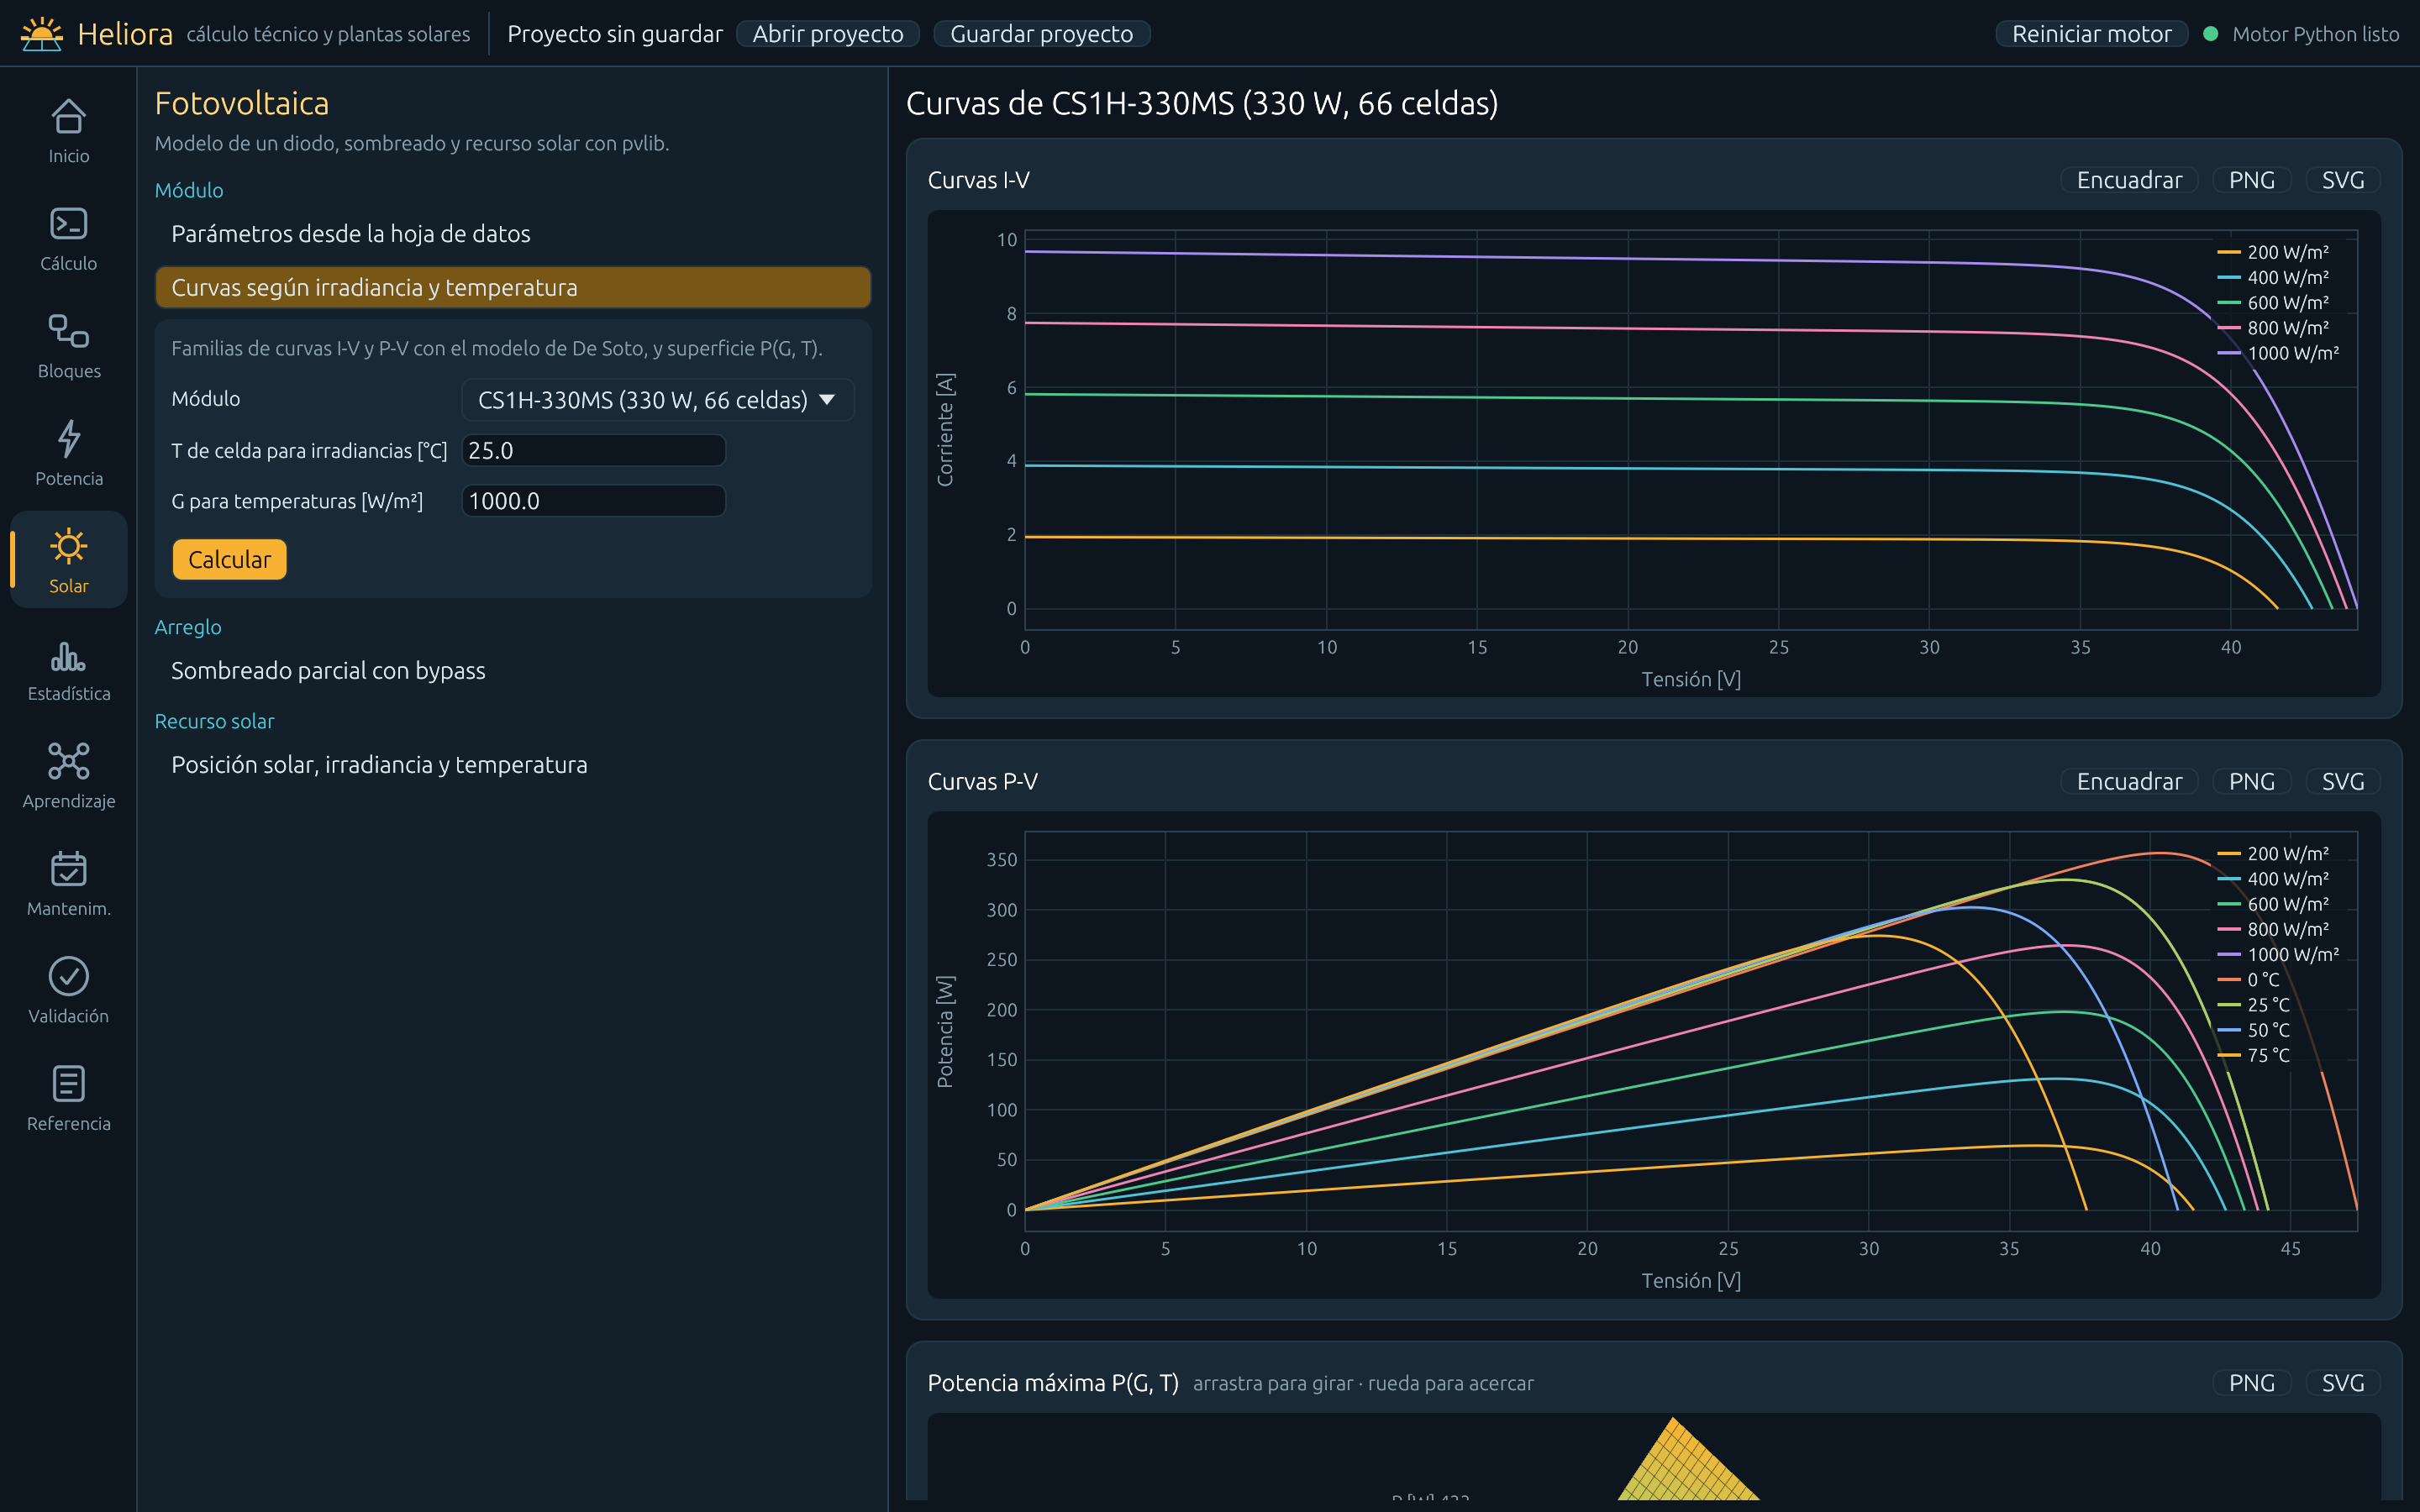 Heliora cálculo técnico y plantas solares Proyecto sin guardar Abrir proyecto Guardar proyecto Reiniciar motor Motor Python listo
Inicio
Cálculo
Bloques
Potencia
Solar
Estadística
Aprendizaje
Mantenim.
Validación
Referencia
Fotovoltaica
Modelo de un diodo, sombreado y recurso solar con pvlib.
Módulo
Parámetros desde la hoja de datos
Curvas según irradiancia y temperatura
Familias de curvas I-V y P-V con el modelo de De Soto, y superficie P(G, T).
Módulo CS1H-330MS (330 W, 66 celdas)
T de celda para irradiancias [°C] 25.0
G para temperaturas [W/m²] 1000.0
Calcular
Arreglo
Sombreado parcial con bypass
Recurso solar
Posición solar, irradiancia y temperatura
Curvas de CS1H-330MS (330 W, 66 celdas)
Curvas I-V Encuadrar PNG SVG
Corriente [A]
10
8
6
4
2
0
200 W/m²
400 W/m²
600 W/m²
800 W/m²
1000 W/m²
0 5 10 15 20 25 30 35 40
Tensión [V]
Curvas P-V Encuadrar PNG SVG
Potencia [W]
350
300
250
200
150
100
50
0
200 W/m²
400 W/m²
600 W/m²
800 W/m²
1000 W/m²
0 °C
25 °C
50 °C
75 °C
0 5 10 15 20 25 30 35 40 45
Tensión [V]
Potencia máxima P(G, T) arrastra para girar · rueda para acercar PNG SVG